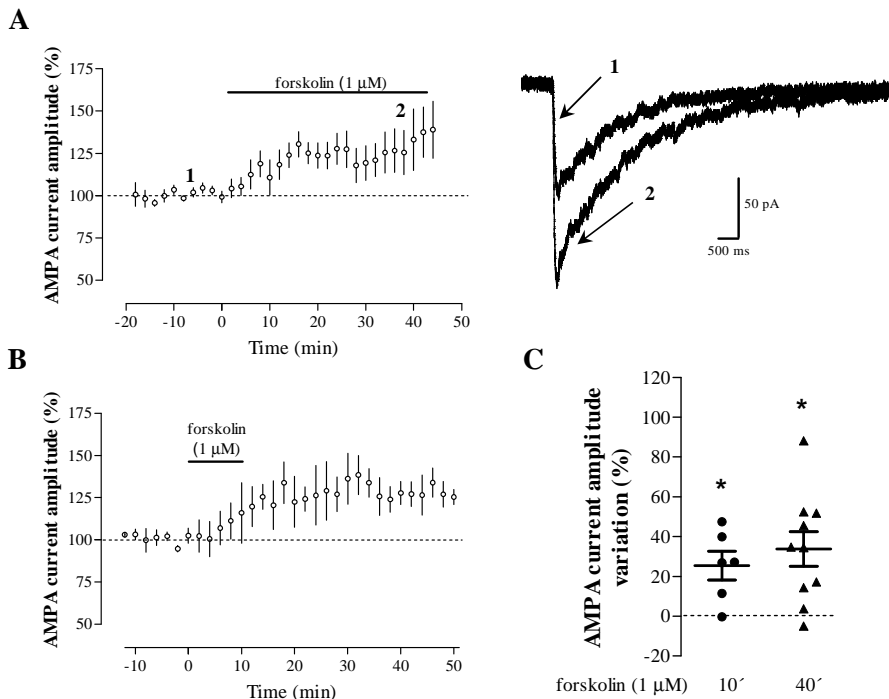 A
AMPA current amplitude (%)
175
150
125
100
75
50
forskolin (1 μM)
1
2
-20 -10 0 10 20 30 40 50
Time (min)
1
2
50 pA
500 ms
B
AMPA current amplitude (%)
175
150
125
100
75
50
forskolin
(1 μM)
-10 0 10 20 30 40 50
Time (min)
C
AMPA current amplitude
variation (%)
120
100
80
60
40
20
0
-20
*
*
forskolin (1 μM) 10´ 40´